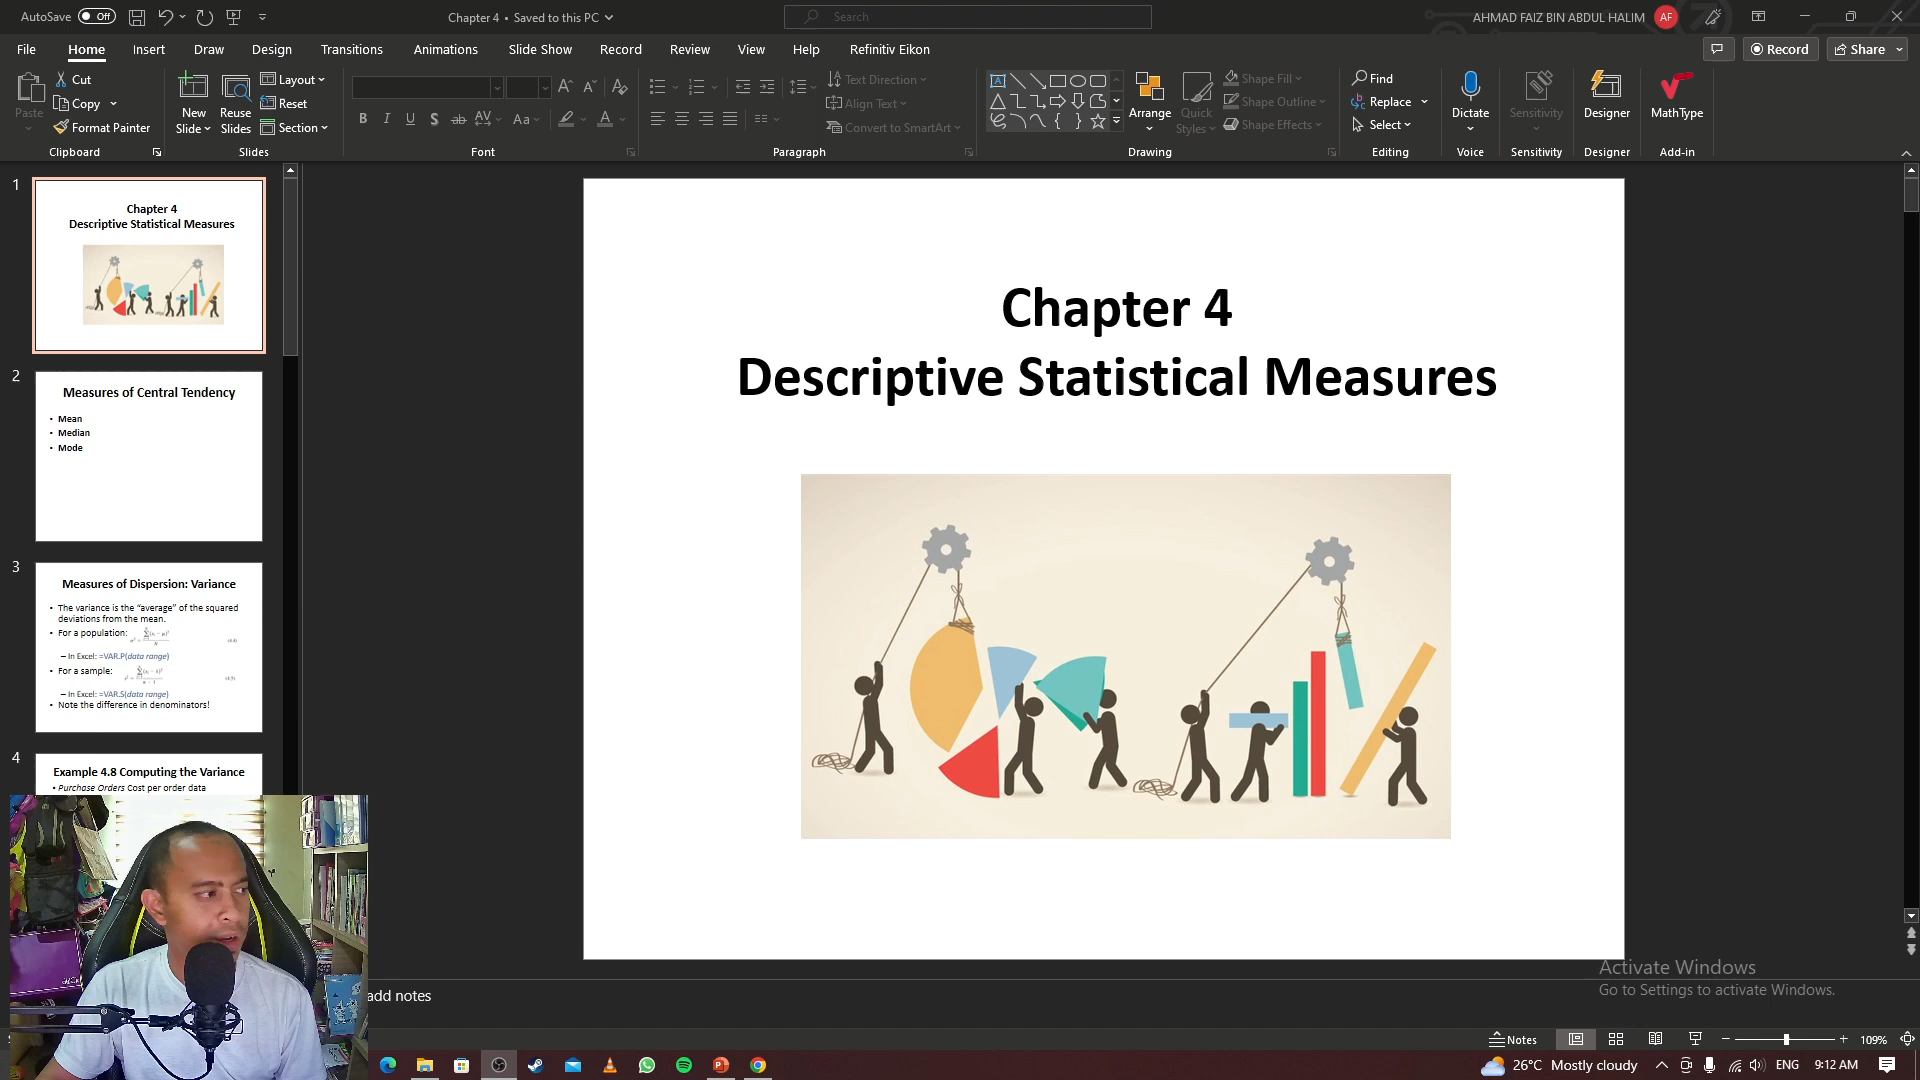 AutoSave Off
Chapter 4 • Saved to this PC
Search
AHMAD FAIZ BIN ABDUL HALIM AF
File Home Insert Draw Design Transitions Animations Slide Show Record Review View Help Refinitiv Eikon
Record Share
Paste
Cut
Copy
Format Painter
New Slide
Reuse Slides
Layout
Reset
Section
B I U S ab AV Aa A
Text Direction
Align Text
Convert to SmartArt
Arrange
Quick Styles
Shape Fill
Shape Outline
Shape Effects
Find
Replace
Select
Dictate
Sensitivity
Designer
MathType
Clipboard Slides Font Paragraph Drawing Editing Voice Sensitivity Designer Add-in
1
Chapter 4
Descriptive Statistical Measures
2
Measures of Central Tendency
• Mean
• Median
• Mode
3
Measures of Dispersion: Variance
• The variance is the “average” of the squared
deviations from the mean.
• For a population:
– In Excel: =VAR.P(data range)
• For a sample:
– In Excel: =VAR.S(data range)
• Note the difference in denominators!
4
Example 4.8 Computing the Variance
• Purchase Orders Cost per order data
Chapter 4
Descriptive Statistical Measures
Activate Windows
Go to Settings to activate Windows.
add notes
Notes
109%
26°C Mostly cloudy
ENG
9:12 AM